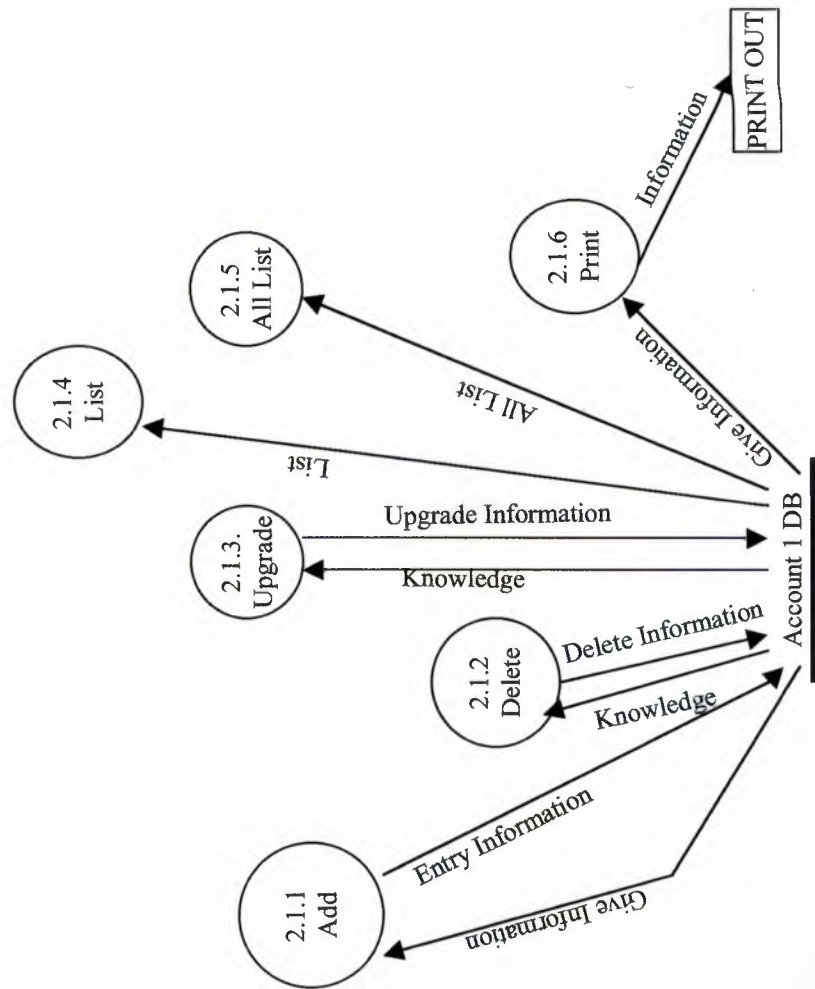 2.1.1
Add
Give Information
Entry Information
2.1.2
Delete
Knowledge
Delete Information
2.1.3.
Upgrade
Knowledge
Upgrade Information
2.1.4
List
List
2.1.5
All List
All List
2.1.6
Print
Give Information
Information
PRINT OUT
Account 1 DB